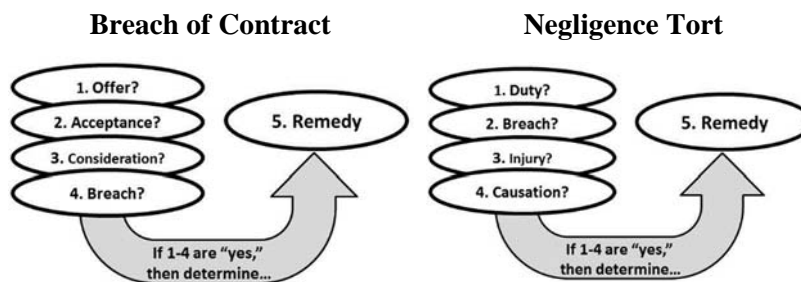 Breach of Contract
1. Offer?
2. Acceptance?
3. Consideration?
4. Breach?
5. Remedy
If 1-4 are “yes,”
then determine...
Negligence Tort
1. Duty?
2. Breach?
3. Injury?
4. Causation?
5. Remedy
If 1-4 are “yes,”
then determine...